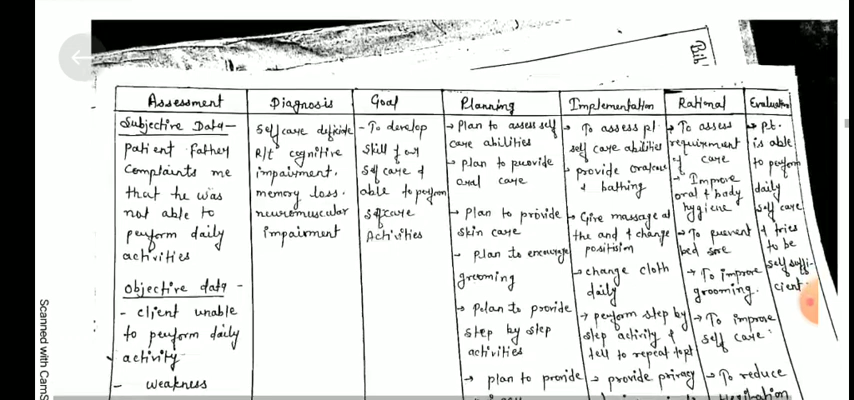 Bib
Assessment
Subjective Data-
patient Father
Complaints me
that he was
not able to
perform daily
activities
Objective data -
- client unable
to perform daily
activity
- weakness
Diagnosis
Self care deficite
R/t cognitive
impairment,
memory loss.
neuromuscular
impairment
Goal
- To develop
skill for
self care &
able to perform
selfcare
Activities
Planning
→ Plan to assess self
care abilities
→ plan to provide
oral care
→ Plan to provide
skin care
- Plan to encourage
grooming
→ Plan to provide
step by step
activities
→ plan to provide
Implementation
→ To assess pt.
self care abilities
→ provide oral care
& bathing
→ Give massage at
the and & change
position
→ change cloth
daily
→ perform step by
step activity &
tell to repeat to pt
→ provide privacy
Rational
→ To assess
requirement
of care
- Improve
oral & body
hygiene
→ To prevent
bed sore
→ To improve
grooming.
→ To improve
self care.
→ To reduce
Evaluation
→ Pt.
is able
to perform
daily
self care
& tries
to be
self suffi-
cient.
Scanned with CamS